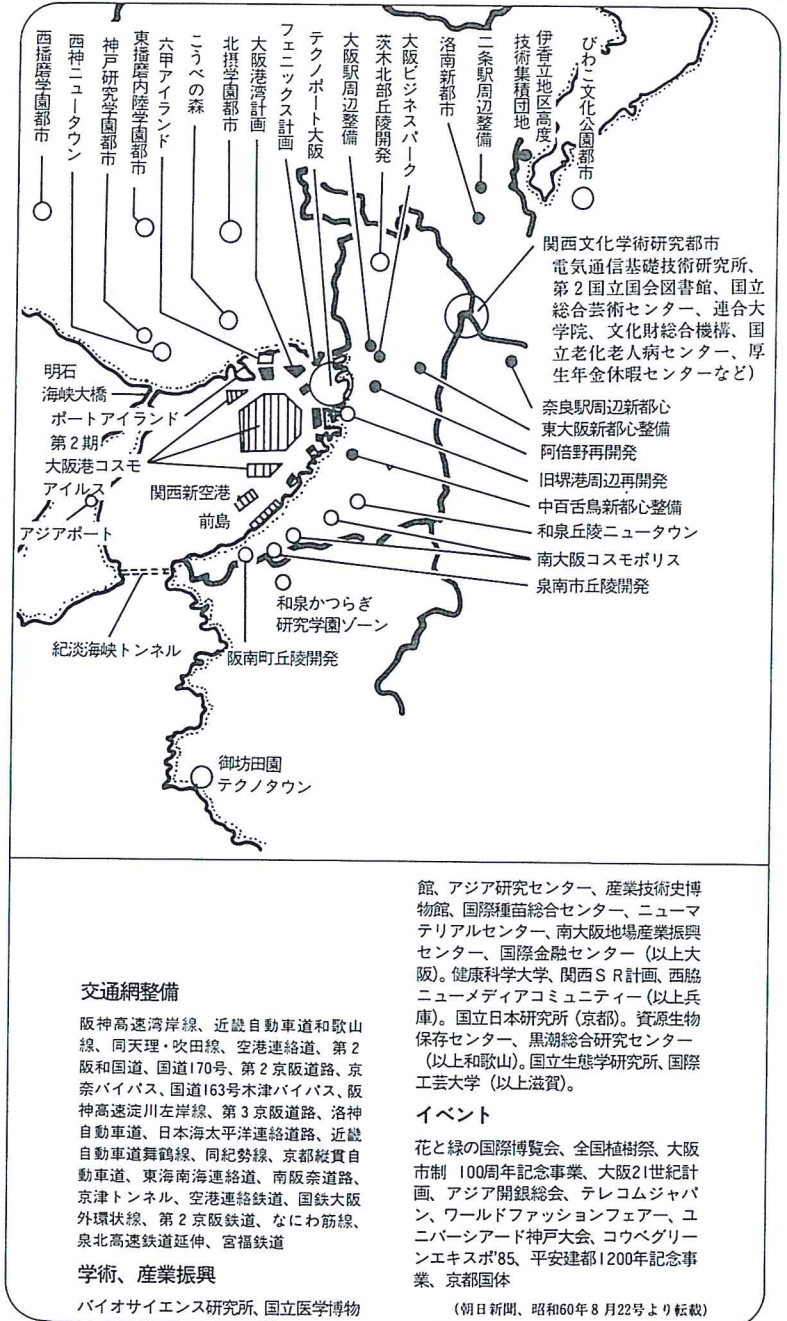 西播磨学園都市
西神ニュータウン
神戸研究学園都市
東播磨内陸学園都市
六甲アイランド
こうべの森
北摂学園都市
大阪港湾計画
フェニックス計画
テクノポート大阪
大阪駅周辺整備
茨木北部丘陵開発
大阪ビジネスパーク
洛南新都市
二条駅周辺整備
伊香立地区高度
技術集積団地
びわこ文化公園都市
関西文化学術研究都市
電気通信基礎技術研究所、
第2国立国会図書館、国立
総合芸術センター、連合大
学院、文化財総合機構、国
立老化老人病センター、厚
生年金休暇センターなど)
奈良駅周辺新都心
東大阪新都心整備
阿倍野再開発
旧堺港周辺再開発
中百舌鳥新都心整備
和泉丘陵ニュータウン
南大阪コスモポリス
泉南市丘陵開発
明石
海峡大橋
ポートアイランド
第2期
大阪港コスモ
アイルス
関西新空港
前島
アジアポート
紀淡海峡トンネル
和泉かつらぎ
研究学園ゾーン
阪南町丘陵開発
御坊田園
テクノタウン
交通網整備
阪神高速湾岸線、近畿自動車道和歌山
線、同天理・吹田線、空港連絡道、第2
阪和国道、国道170号、第2京阪道路、京
奈バイパス、国道163号木津バイパス、阪
神高速淀川左岸線、第3京阪道路、洛神
自動車道、日本海太平洋連絡道路、近畿
自動車道舞鶴線、同紀勢線、京都縦貫自
動車道、東海南海連絡道、南阪奈道路、
京津トンネル、空港連絡鉄道、国鉄大阪
外環状線、第2京阪鉄道、なにわ筋線、
泉北高速鉄道延伸、宮福鉄道
学術、産業振興
バイオサイエンス研究所、国立医学博物
館、アジア研究センター、産業技術史博
物館、国際種苗総合センター、ニューマ
テリアルセンター、南大阪地場産業振興
センター、国際金融センター(以上大
阪)。健康科学大学、関西SR計画、西脇
ニューメディアコミュニティー(以上兵
庫)。国立日本研究所(京都)。資源生物
保存センター、黒潮総合研究センター
(以上和歌山)。国立生態学研究所、国際
工芸大学(以上滋賀)。
イベント
花と緑の国際博覧会、全国植樹祭、大阪
市制 100周年記念事業、大阪21世紀計
画、アジア開銀総会、テレコムジャパ
ン、ワールドファッションフェアー、ユ
ニバーシアード神戸大会、コウベグリー
ンエキスポ'85、平安建都1200年記念事
業、京都国体
(朝日新聞、昭和60年8月22号より転載)